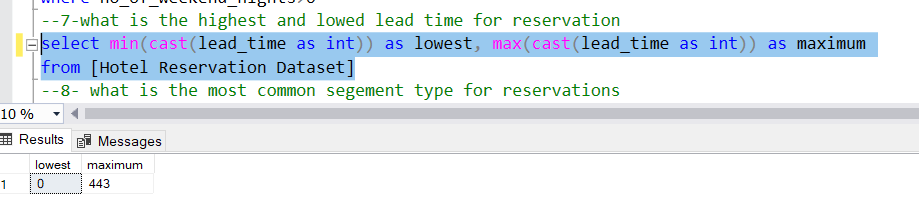 where no_of_weekend_nights>0
--7-what is the highest and lowed lead time for reservation
select min(cast(lead_time as int)) as lowest, max(cast(lead_time as int)) as maximum
from [Hotel Reservation Dataset]
--8- what is the most common segement type for reservations
10 %
Results Messages
lowest maximum
1 0 443